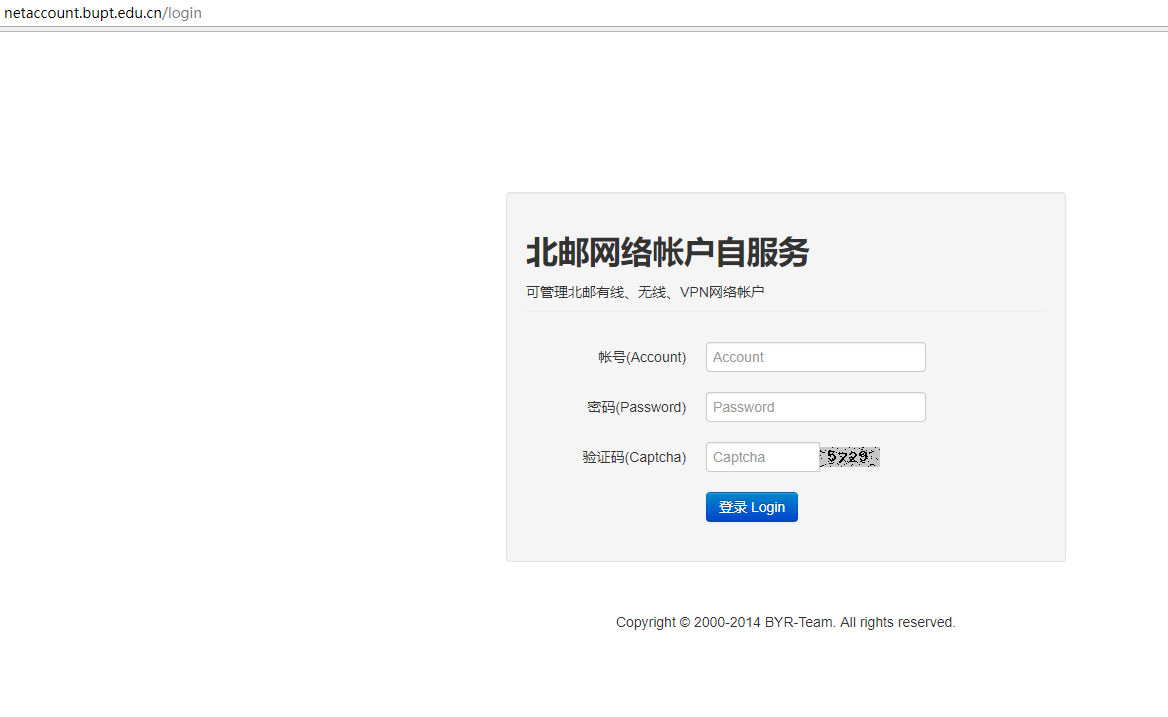 netaccount.bupt.edu.cn/login
北邮网络帐户自服务
可管理北邮有线、无线、VPN网络帐户
帐号(Account) Account
密码(Password) Password
验证码(Captcha) Captcha 5729
登录 Login
Copyright © 2000-2014 BYR-Team. All rights reserved.